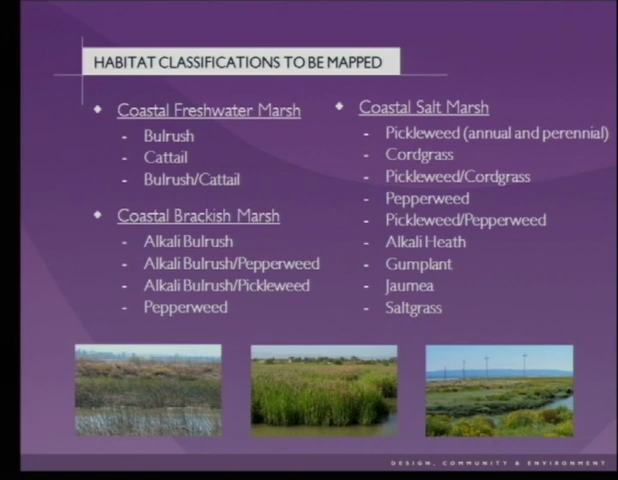 HABITAT CLASSIFICATIONS TO BE MAPPED
Coastal Freshwater Marsh
- Bulrush
- Cattail
- Bulrush/Cattail
Coastal Brackish Marsh
- Alkali Bulrush
- Alkali Bulrush/Pepperweed
- Alkali Bulrush/Pickleweed
- Pepperweed
Coastal Salt Marsh
- Pickleweed (annual and perennial)
- Cordgrass
- Pickleweed/Cordgrass
- Pepperweed
- Pickleweed/Pepperweed
- Alkali Heath
- Gumplant
- Jaumea
- Saltgrass
DESIGN, COMMUNITY & ENVIRONMENT